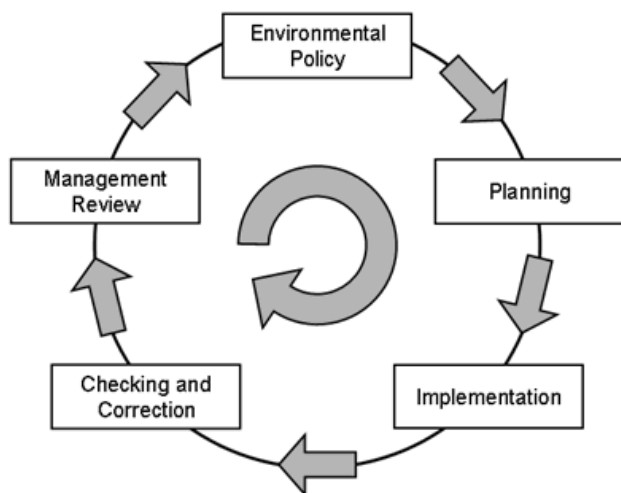 Environmental
Policy
Planning
Implementation
Checking and
Correction
Management
Review